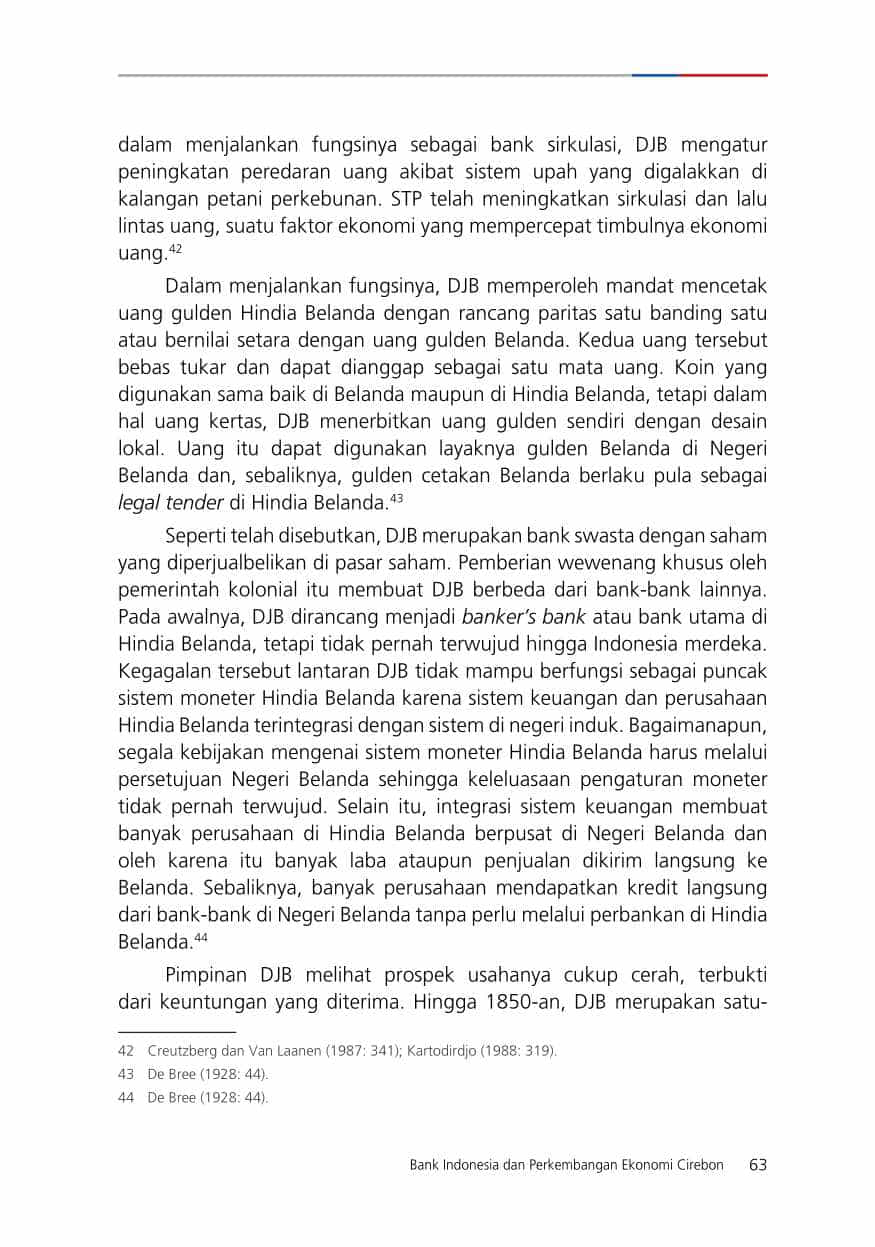 dalam menjalankan fungsinya sebagai bank sirkulasi, DJB mengatur
peningkatan peredaran uang akibat sistem upah yang digalakkan di
kalangan petani perkebunan. STP telah meningkatkan sirkulasi dan lalu
lintas uang, suatu faktor ekonomi yang mempercepat timbulnya ekonomi
uang.42
Dalam menjalankan fungsinya, DJB memperoleh mandat mencetak
uang gulden Hindia Belanda dengan rancang paritas satu banding satu
atau bernilai setara dengan uang gulden Belanda. Kedua uang tersebut
bebas tukar dan dapat dianggap sebagai satu mata uang. Koin yang
digunakan sama baik di Belanda maupun di Hindia Belanda, tetapi dalam
hal uang kertas, DJB menerbitkan uang gulden sendiri dengan desain
lokal. Uang itu dapat digunakan layaknya gulden Belanda di Negeri
Belanda dan, sebaliknya, gulden cetakan Belanda berlaku pula sebagai
legal tender di Hindia Belanda.43
Seperti telah disebutkan, DJB merupakan bank swasta dengan saham
yang diperjualbelikan di pasar saham. Pemberian wewenang khusus oleh
pemerintah kolonial itu membuat DJB berbeda dari bank-bank lainnya.
Pada awalnya, DJB dirancang menjadi banker’s bank atau bank utama di
Hindia Belanda, tetapi tidak pernah terwujud hingga Indonesia merdeka.
Kegagalan tersebut lantaran DJB tidak mampu berfungsi sebagai puncak
sistem moneter Hindia Belanda karena sistem keuangan dan perusahaan
Hindia Belanda terintegrasi dengan sistem di negeri induk. Bagaimanapun,
segala kebijakan mengenai sistem moneter Hindia Belanda harus melalui
persetujuan Negeri Belanda sehingga keleluasaan pengaturan moneter
tidak pernah terwujud. Selain itu, integrasi sistem keuangan membuat
banyak perusahaan di Hindia Belanda berpusat di Negeri Belanda dan
oleh karena itu banyak laba ataupun penjualan dikirim langsung ke
Belanda. Sebaliknya, banyak perusahaan mendapatkan kredit langsung
dari bank-bank di Negeri Belanda tanpa perlu melalui perbankan di Hindia
Belanda.44
Pimpinan DJB melihat prospek usahanya cukup cerah, terbukti
dari keuntungan yang diterima. Hingga 1850-an, DJB merupakan satu-
42 Creutzberg dan Van Laanen (1987: 341); Kartodirdjo (1988: 319).
43 De Bree (1928: 44).
44 De Bree (1928: 44).
Bank Indonesia dan Perkembangan Ekonomi Cirebon 63